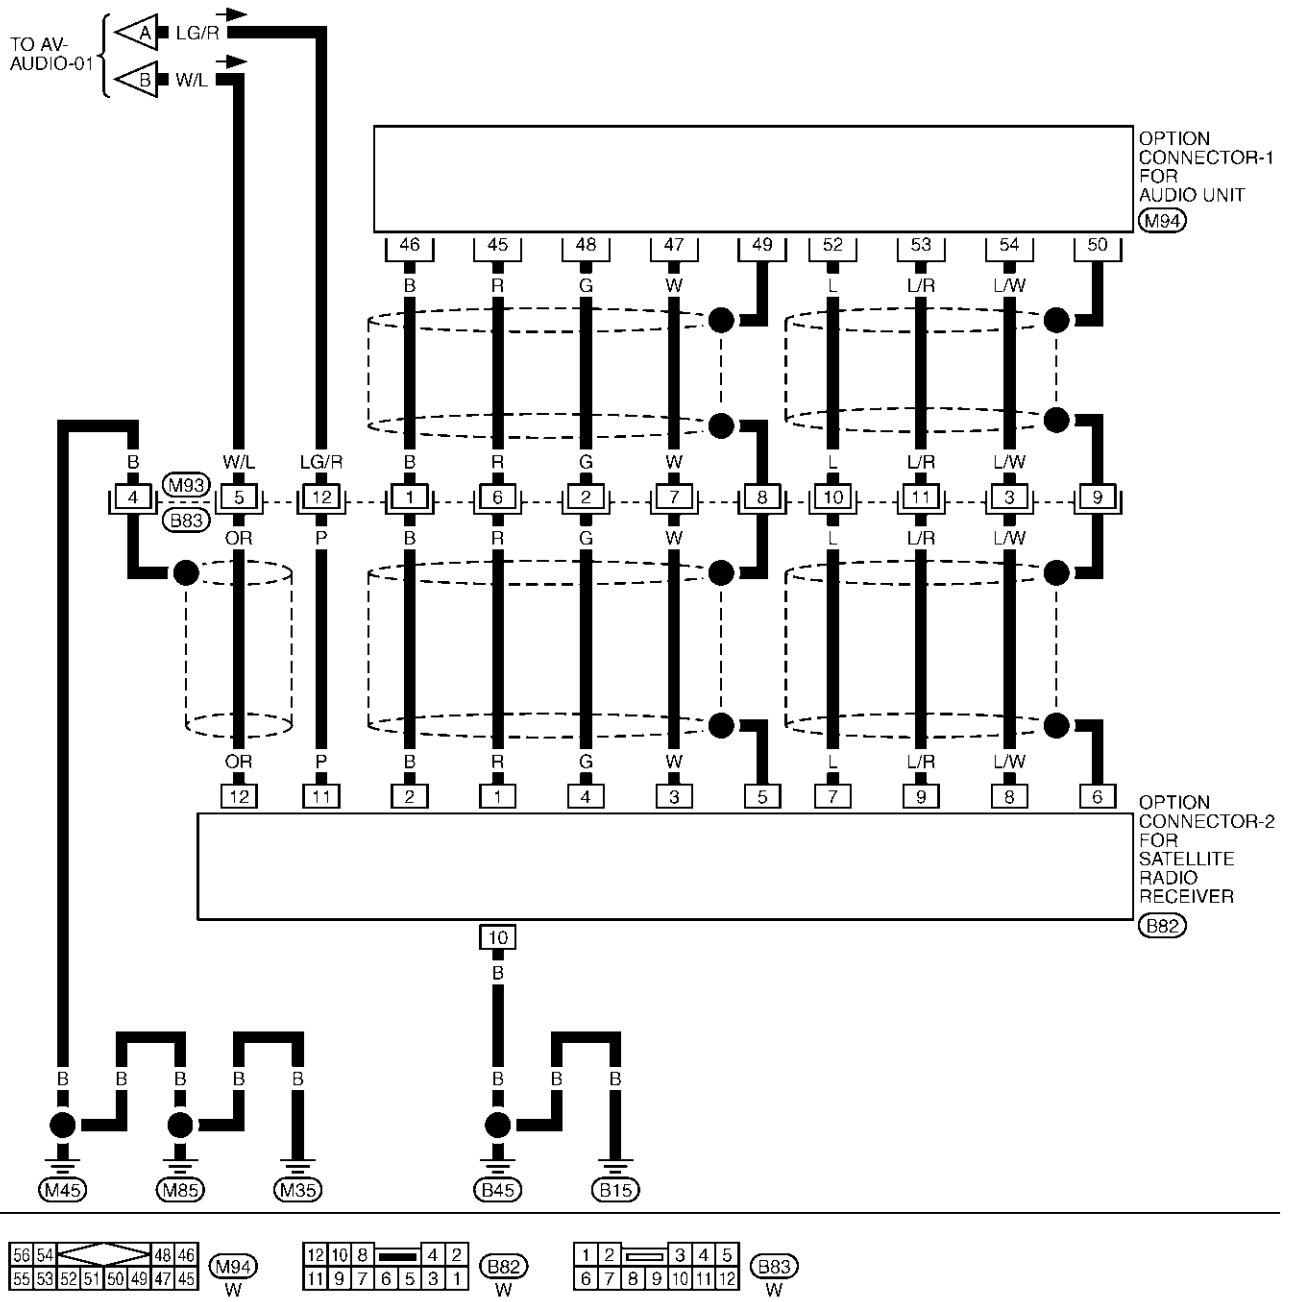 TO AV-
AUDIO-01
A LG/R
B W/L
OPTION
CONNECTOR-1
FOR
AUDIO UNIT
M94
46 45 48 47 49 52 53 54 50
B R G W L L/R L/W
B W/L LG/R B R G W L L/R L/W
M93
4 5 12 1 6 2 7 8 10 11 3 9
B83
OR P B R G W L L/R L/W
OR P B R G W L L/R L/W
12 11 2 1 4 3 5 7 9 8 6
OPTION
CONNECTOR-2
FOR
SATELLITE
RADIO
RECEIVER
B82
10
B
B B B B B B B B
M45 M85 M35 B45 B15
56 54 48 46
55 53 52 51 50 49 47 45
M94
W
12 10 8 4 2
11 9 7 6 5 3 1
B82
W
1 2 3 4 5
6 7 8 9 10 11 12
B83
W